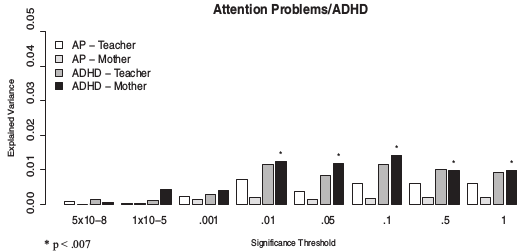 Attention Problems/ADHD
Explained Variance
0.05
0.04
0.03
0.02
0.01
0.00
AP – Teacher
AP – Mother
ADHD – Teacher
ADHD – Mother
* * * * *
5x10–8 1x10–5 .001 .01 .05 .1 .5 1
* p < .007
Significance Threshold